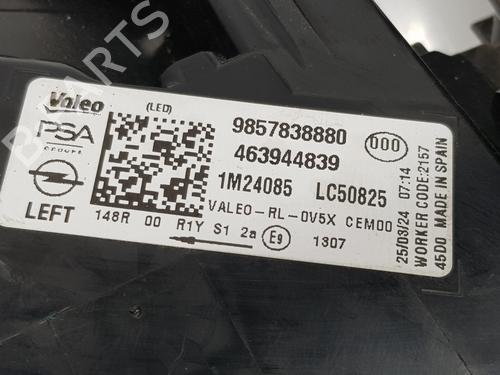 Valeo
(LED)
PSA
GROUPE
LEFT
9857838880
463944839
000
1M24085 LC50825
VALEO-RL-0V5X CEM00
148R 00 R1Y S1 2a E9 1307
25/03/24 07:14
WORKER CODE:2157
45D0 MADE IN SPAIN
PARTS